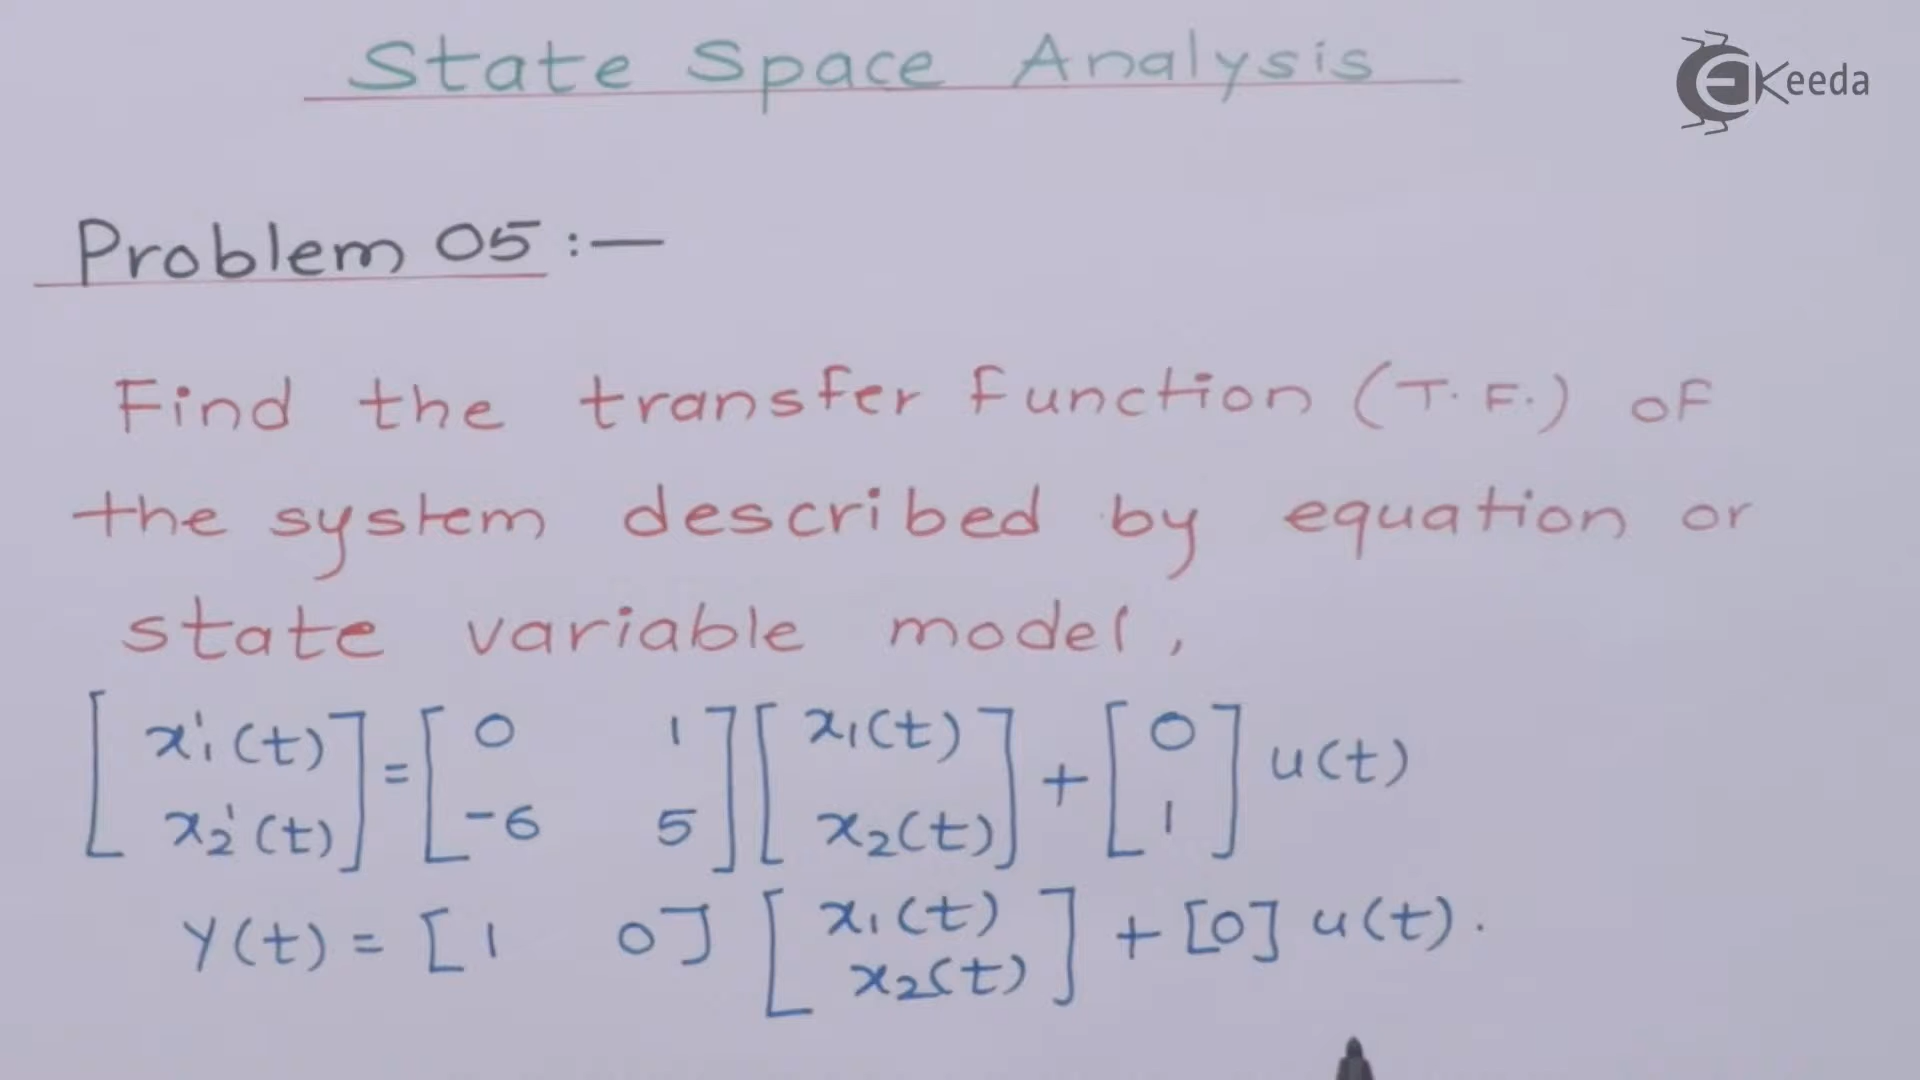 State Space Analysis
EKeeda
Problem 05 :—
Find the transfer function (T.F.) of
the system described by equation or
state variable model,
[ x₁'(t) ; x₂'(t) ] = [ 0 1 ; -6 5 ] [ x₁(t) ; x₂(t) ] + [ 0 ; 1 ] u(t)
Y(t) = [ 1 0 ] [ x₁(t) ; x₂(t) ] + [0] u(t).